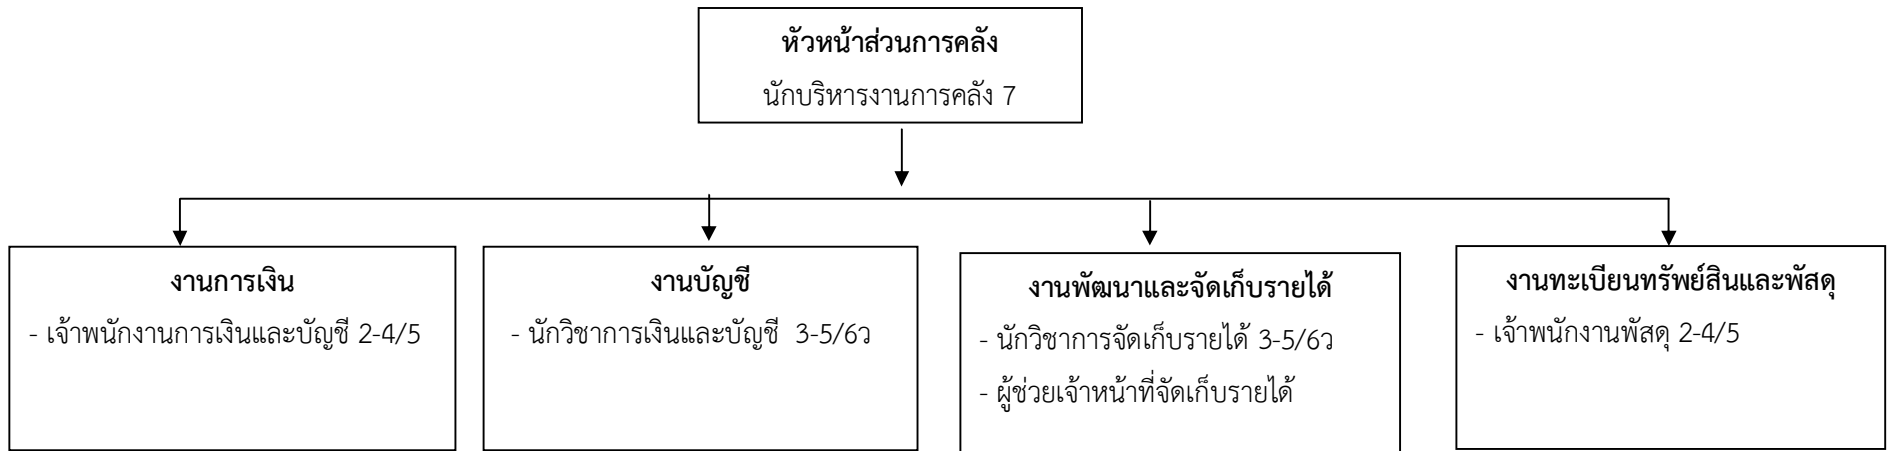 หัวหน้าส่วนการคลัง
นักบริหารงานการคลัง 7
งานการเงิน
- เจ้าพนักงานการเงินและบัญชี 2-4/5
งานบัญชี
- นักวิชาการเงินและบัญชี 3-5/6ว
งานพัฒนาและจัดเก็บรายได้
- นักวิชาการจัดเก็บรายได้ 3-5/6ว
- ผู้ช่วยเจ้าหน้าที่จัดเก็บรายได้
งานทะเบียนทรัพย์สินและพัสดุ
- เจ้าพนักงานพัสดุ 2-4/5